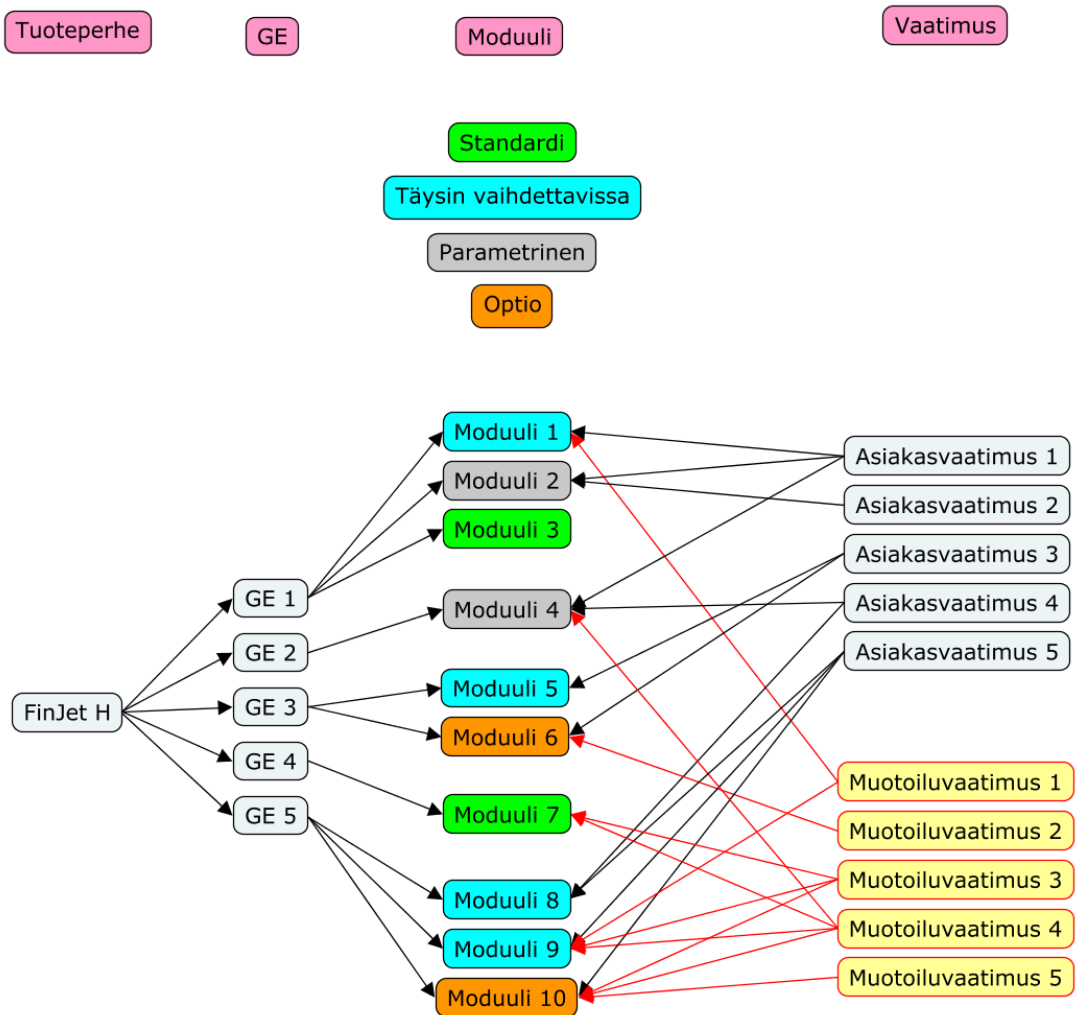 Tuoteperhe
GE
Moduuli
Vaatimus
Standardi
Täysin vaihdettavissa
Parametrinen
Optio
FinJet H
GE 1
GE 2
GE 3
GE 4
GE 5
Moduuli 1
Moduuli 2
Moduuli 3
Moduuli 4
Moduuli 5
Moduuli 6
Moduuli 7
Moduuli 8
Moduuli 9
Moduuli 10
Asiakasvaatimus 1
Asiakasvaatimus 2
Asiakasvaatimus 3
Asiakasvaatimus 4
Asiakasvaatimus 5
Muotoiluvaatimus 1
Muotoiluvaatimus 2
Muotoiluvaatimus 3
Muotoiluvaatimus 4
Muotoiluvaatimus 5